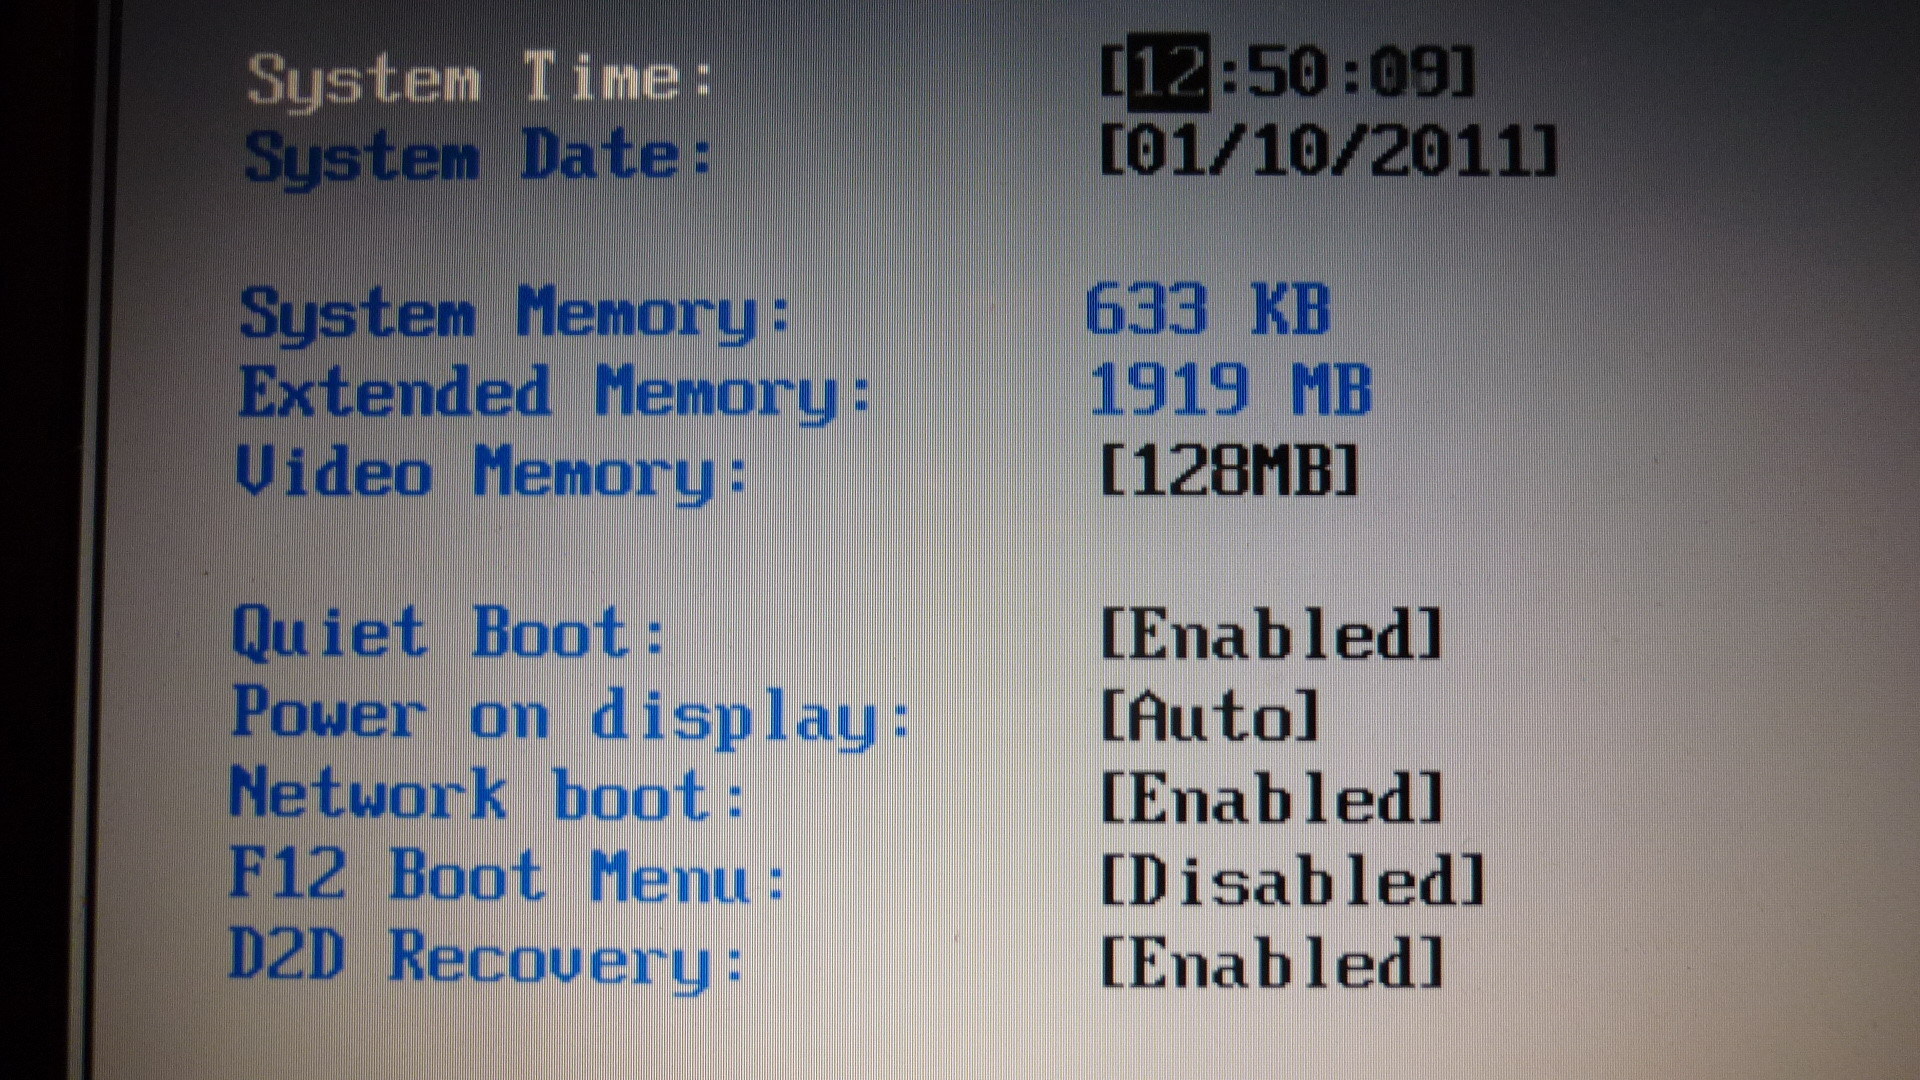 System Time: [12:50:09]
System Date: [01/10/2011]
System Memory: 633 KB
Extended Memory: 1919 MB
Video Memory: [128MB]
Quiet Boot: [Enabled]
Power on display: [Auto]
Network boot: [Enabled]
F12 Boot Menu: [Disabled]
D2D Recovery: [Enabled]